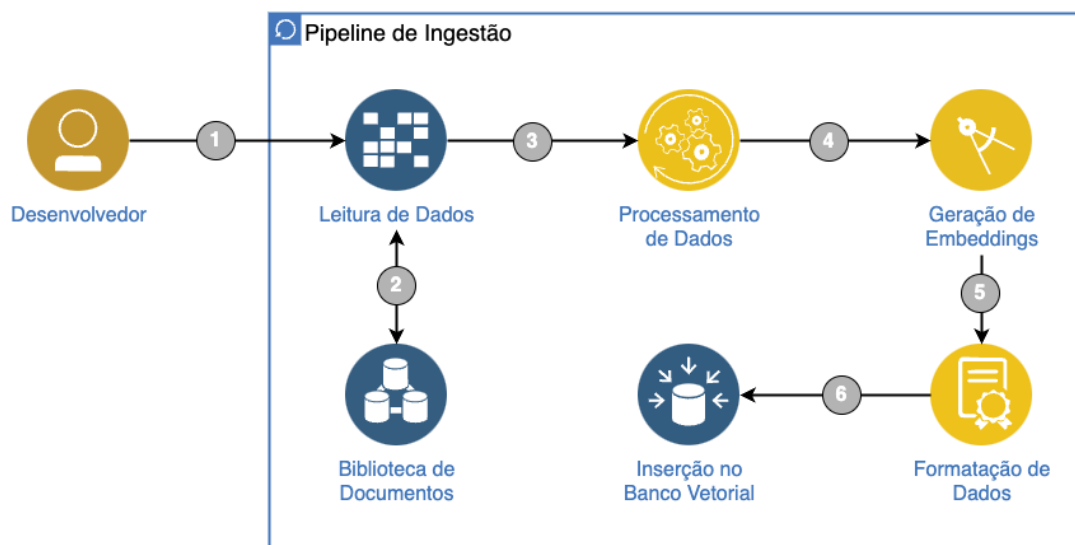 Pipeline de Ingestão
1
3
4
Desenvolvedor
Leitura de Dados
Processamento
de Dados
Geração de
Embeddings
2
5
6
Biblioteca de
Documentos
Inserção no
Banco Vetorial
Formatação de
Dados